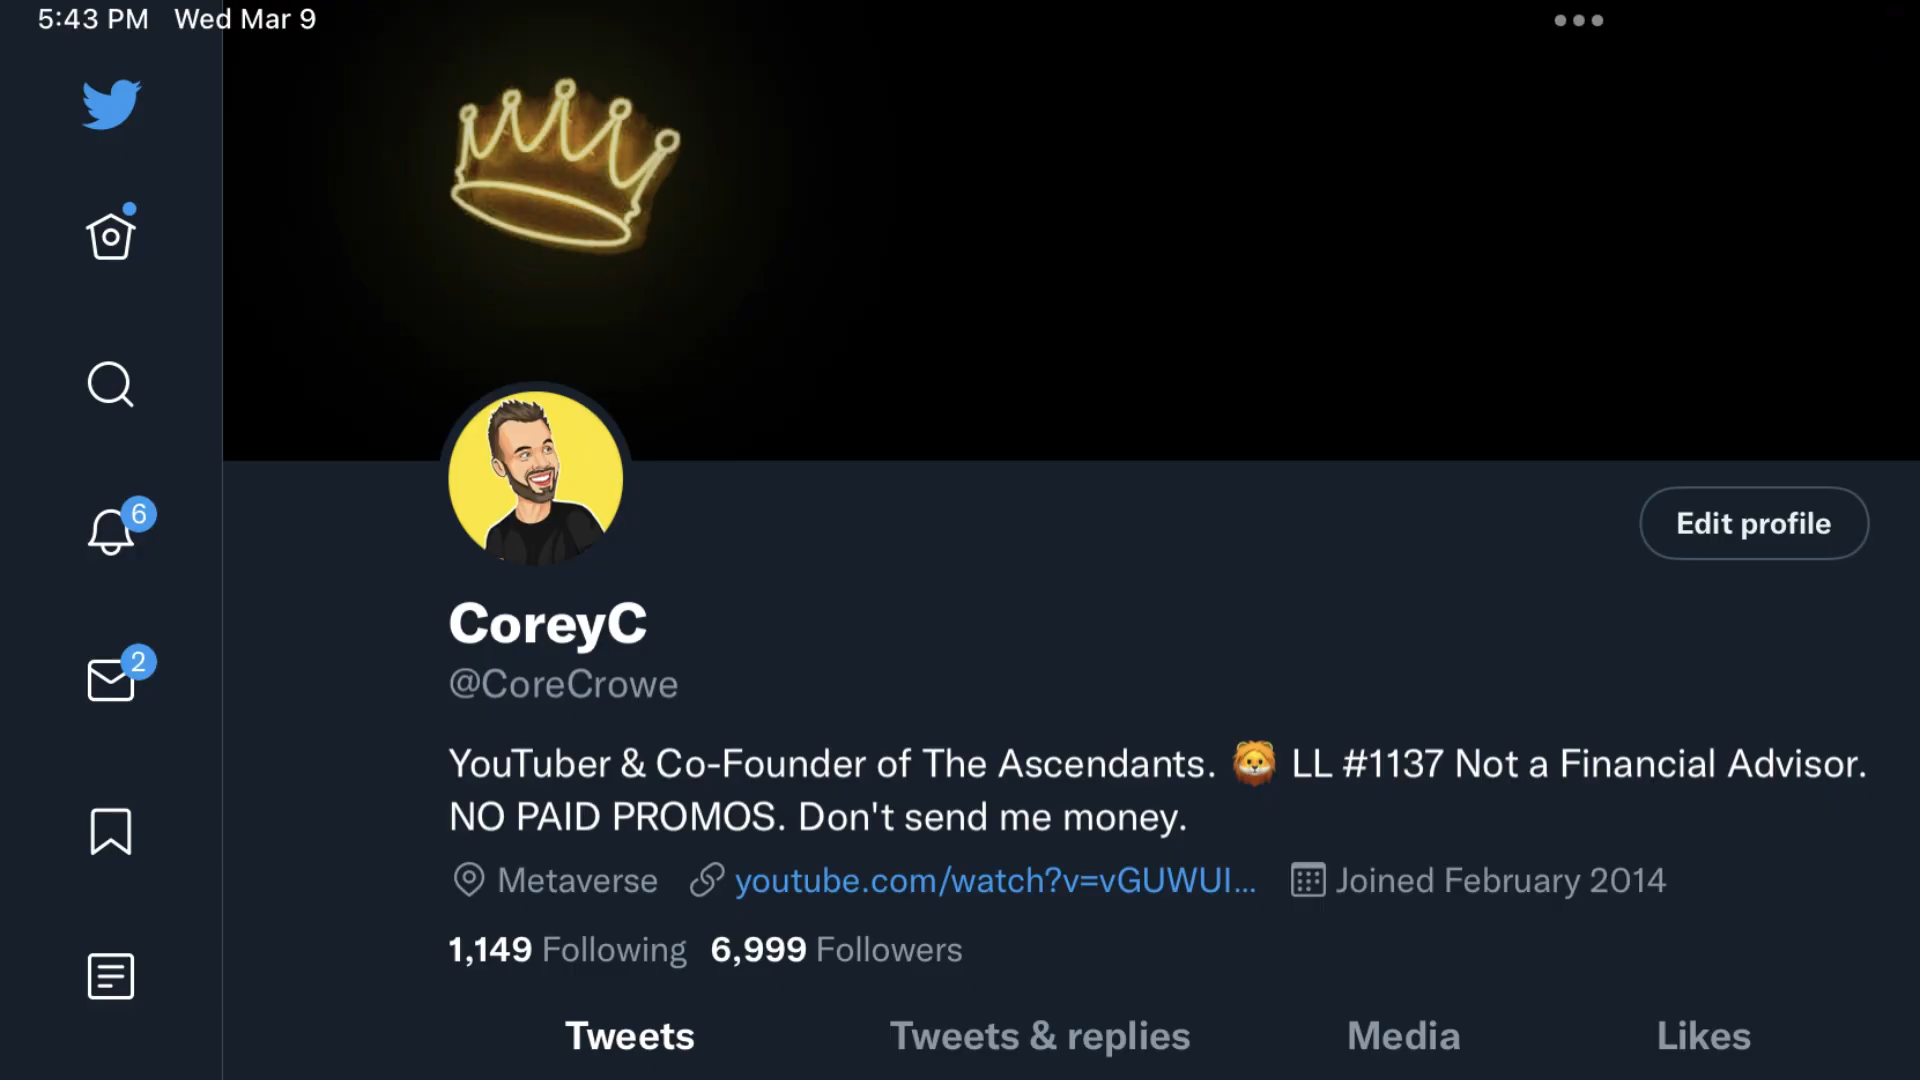 5:43 PM Wed Mar 9
6
2
Edit profile
CoreyC
@CoreCrowe
YouTuber & Co-Founder of The Ascendants. 🦁 LL #1137 Not a Financial Advisor.
NO PAID PROMOS. Don't send me money.
Metaverse youtube.com/watch?v=vGUWUI... Joined February 2014
1,149 Following 6,999 Followers
Tweets Tweets & replies Media Likes